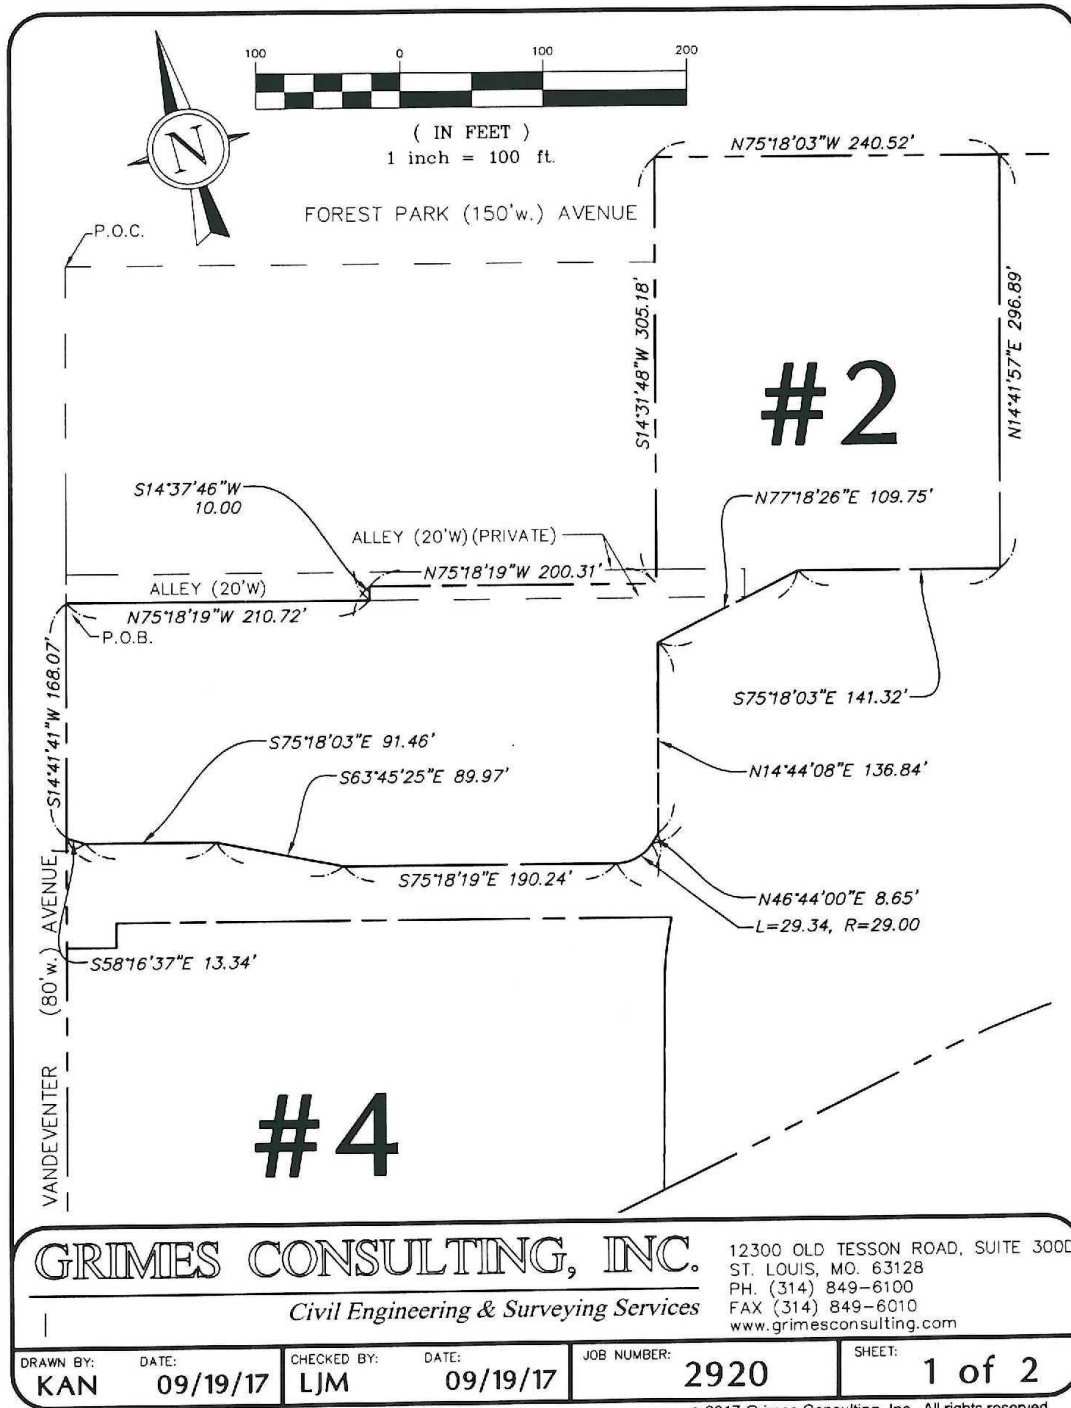 100 0 100 200
( IN FEET )
1 inch = 100 ft.
N
N75°18'03"W 240.52'
FOREST PARK (150'w.) AVENUE
P.O.C.
S14°31'48"W 305.18'
N14°41'57"E 296.89'
#2
S14°37'46"W
10.00
N77°18'26"E 109.75'
ALLEY (20'W)(PRIVATE)
N75°18'19"W 200.31'
ALLEY (20'W)
N75°18'19"W 210.72'
P.O.B.
S14°41'41"W 168.07'
S75°18'03"E 141.32'
S75°18'03"E 91.46'
S63°45'25"E 89.97'
N14°44'08"E 136.84'
S75°18'19"E 190.24'
N46°44'00"E 8.65'
L=29.34, R=29.00
S58°16'37"E 13.34'
VANDEVENTER (80'w.) AVENUE
#4
GRIMES CONSULTING, INC.
Civil Engineering & Surveying Services
12300 OLD TESSON ROAD, SUITE 300D
ST. LOUIS, MO. 63128
PH. (314) 849-6100
FAX (314) 849-6010
www.grimesconsulting.com
DRAWN BY: DATE: CHECKED BY: DATE: JOB NUMBER: SHEET:
KAN 09/19/17 LJM 09/19/17 2920 1 of 2
2017 Grimes Consulting, Inc. All rights reserved